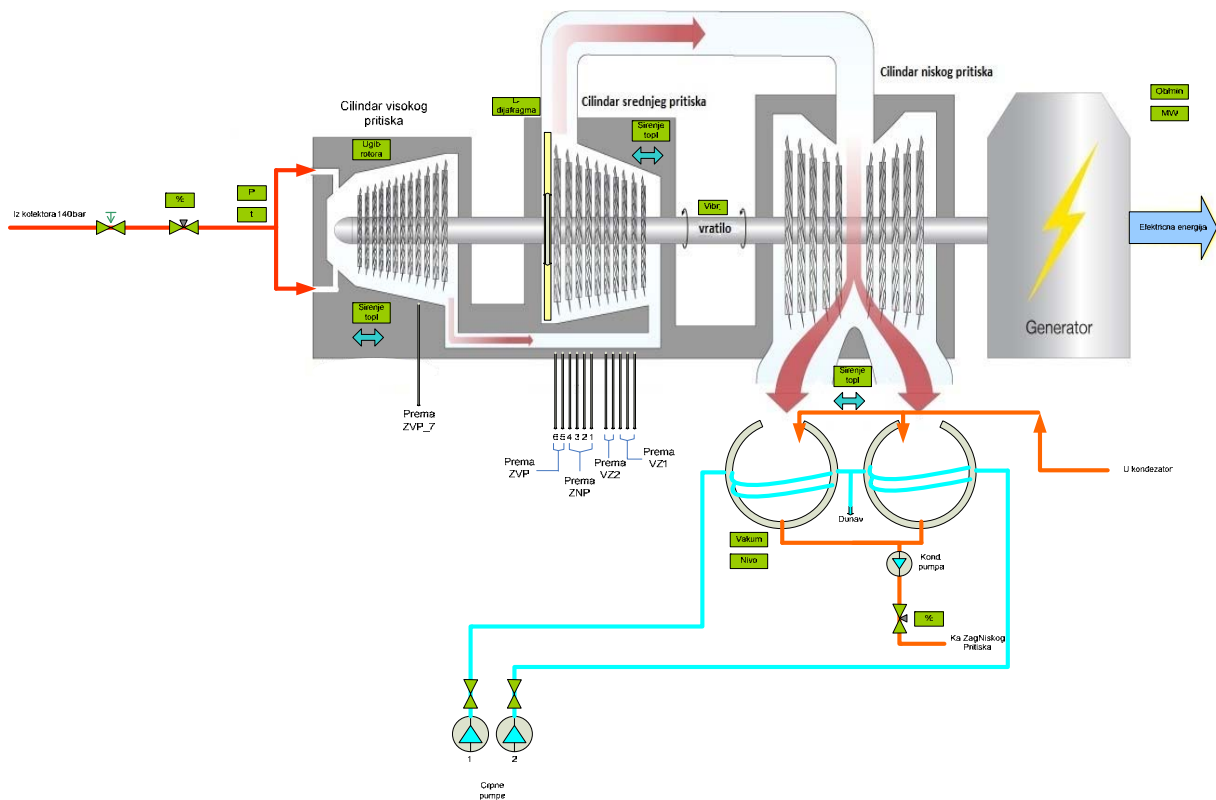 Cilindar visokog
pritiska
L-
dijafragma
Cilindar srednjeg pritiska
Cilindar niskog pritiska
Ob/min
MW
Ugib
rotora
Sirenje
topl
Iz kolektora 140bar
%
P
t
Vibr.
vratilo
Elektricna energija
Generator
Sirenje
topl
Sirenje
topl
Prema
ZVP_7
6 5 4 3 2 1
Prema
ZVP
Prema
ZNP
Prema
VZ2
Prema
VZ1
U kondezator
Dunav
Vakum
Nivo
Kond.
pumpa
%
Ka ZagNiskog
Pritiska
1
2
Crpne
pumpe